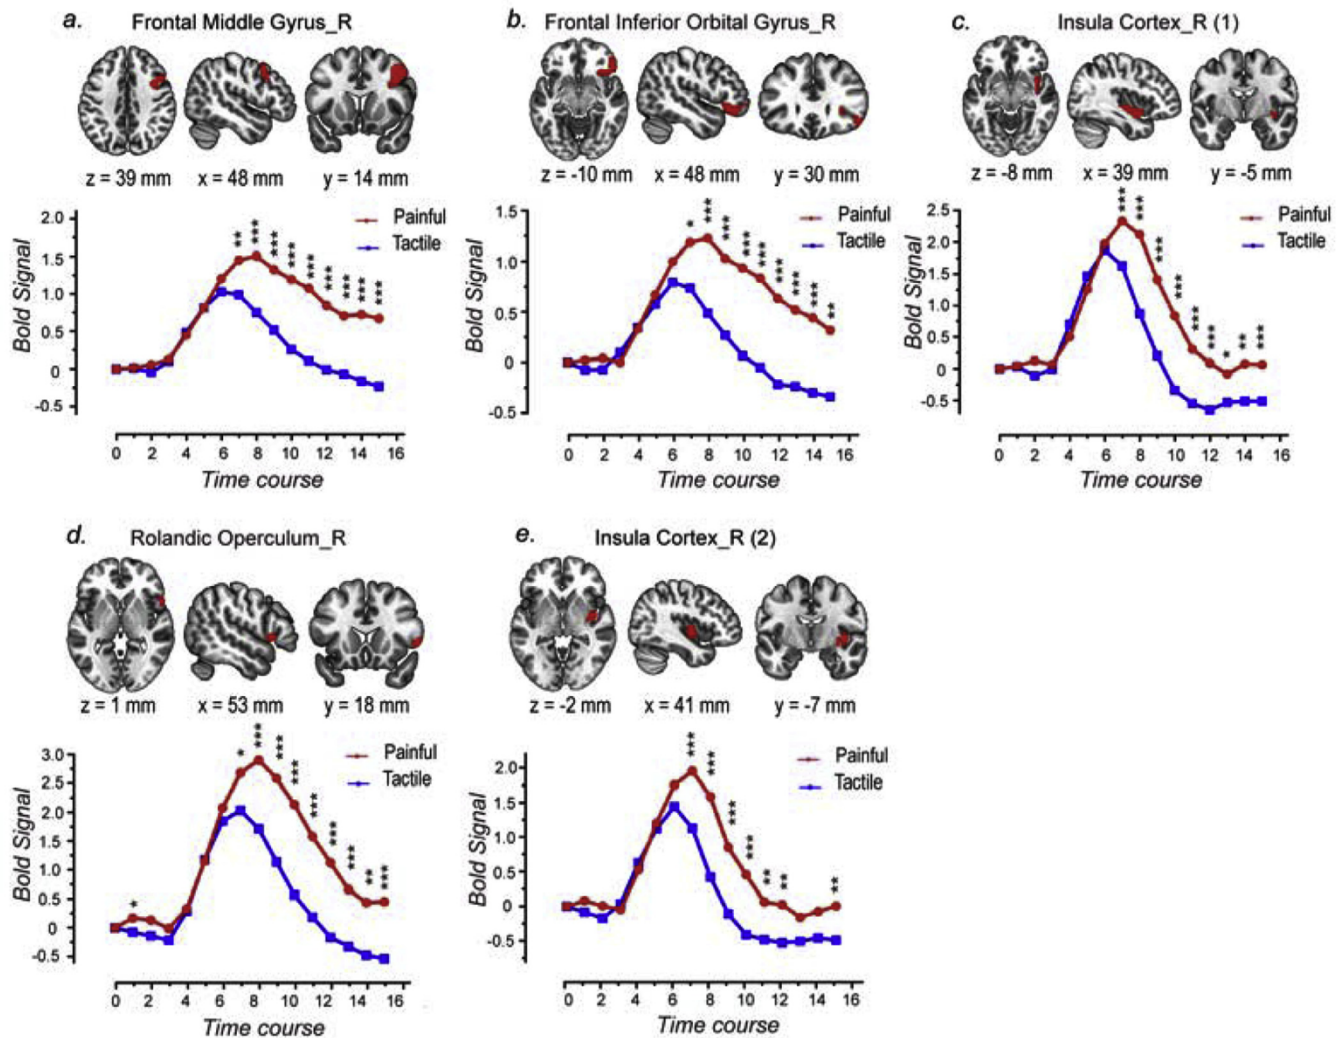 a. Frontal Middle Gyrus_R
z = 39 mm x = 48 mm y = 14 mm
Painful
Tactile
** *** *** *** *** *** *** *** ***
Bold Signal
2.0
1.5
1.0
0.5
0
-0.5
0 2 4 6 8 10 12 14 16
Time course
b. Frontal Inferior Orbital Gyrus_R
z = -10 mm x = 48 mm y = 30 mm
Painful
Tactile
* *** *** *** *** *** *** *** **
Bold Signal
1.5
1.0
0.5
0
-0.5
0 2 4 6 8 10 12 14 16
Time course
c. Insula Cortex_R (1)
z = -8 mm x = 39 mm y = -5 mm
Painful
Tactile
*** *** *** *** *** *** * ** ***
Bold Signal
2.5
2.0
1.5
1.0
0.5
0
-0.5
0 2 4 6 8 10 12 14 16
Time course
d. Rolandic Operculum_R
z = 1 mm x = 53 mm y = 18 mm
Painful
Tactile
* * *** *** *** *** *** *** ** ***
Bold Signal
3.0
2.5
2.0
1.5
1.0
0.5
0
-0.5
0 2 4 6 8 10 12 14 16
Time course
e. Insula Cortex_R (2)
z = -2 mm x = 41 mm y = -7 mm
Painful
Tactile
*** *** *** *** ** ** **
Bold Signal
2.0
1.5
1.0
0.5
0
-0.5
0 2 4 6 8 10 12 14 16
Time course